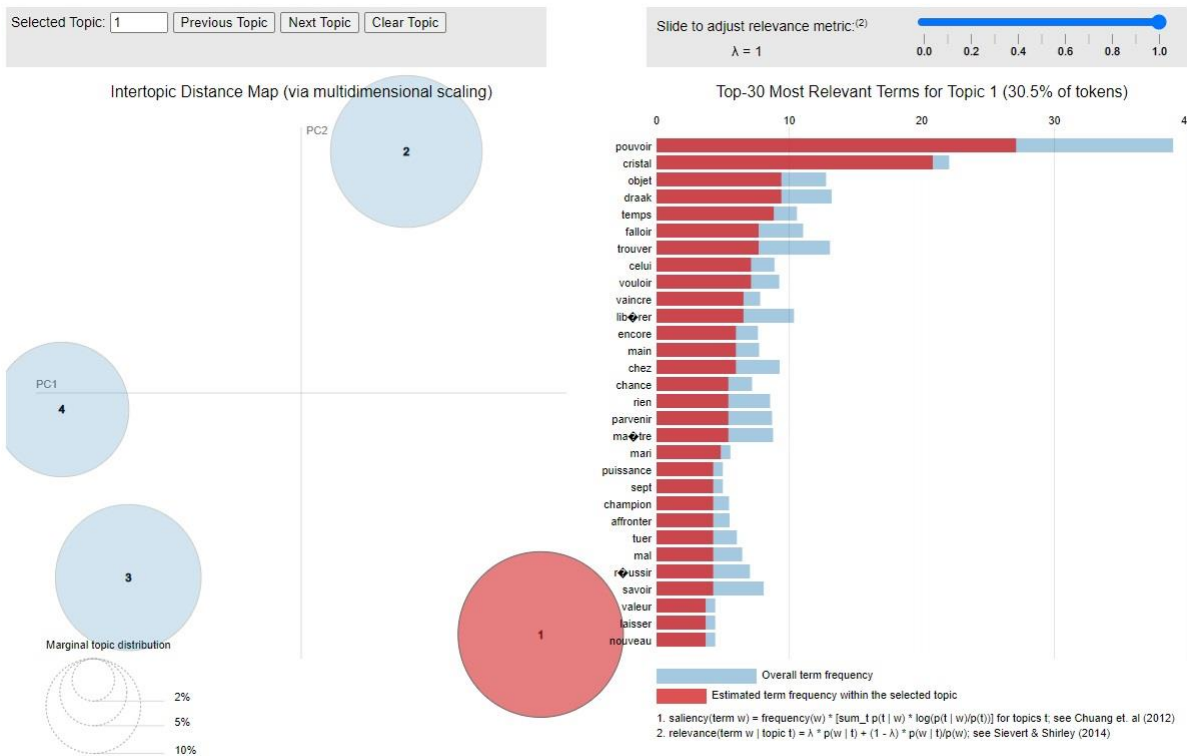 Selected Topic: 1 Previous Topic Next Topic Clear Topic
Slide to adjust relevance metric:(2)
λ = 1
0.0 0.2 0.4 0.6 0.8 1.0
Intertopic Distance Map (via multidimensional scaling)
PC2
PC1
2
4
3
1
Marginal topic distribution
2%
5%
10%
Top-30 Most Relevant Terms for Topic 1 (30.5% of tokens)
0 10 20 30 4
pouvoir
cristal
objet
draak
temps
falloir
trouver
celui
vouloir
vaincre
lib�rer
encore
main
chez
chance
rien
parvenir
ma�tre
mari
puissance
sept
champion
affronter
tuer
mal
r�ussir
savoir
valeur
laisser
nouveau
Overall term frequency
Estimated term frequency within the selected topic
1. saliency(term w) = frequency(w) * [sum_t p(t | w) * log(p(t | w)/p(t))] for topics t; see Chuang et. al (2012)
2. relevance(term w | topic t) = λ * p(w | t) + (1 - λ) * p(w | t)/p(w); see Sievert & Shirley (2014)